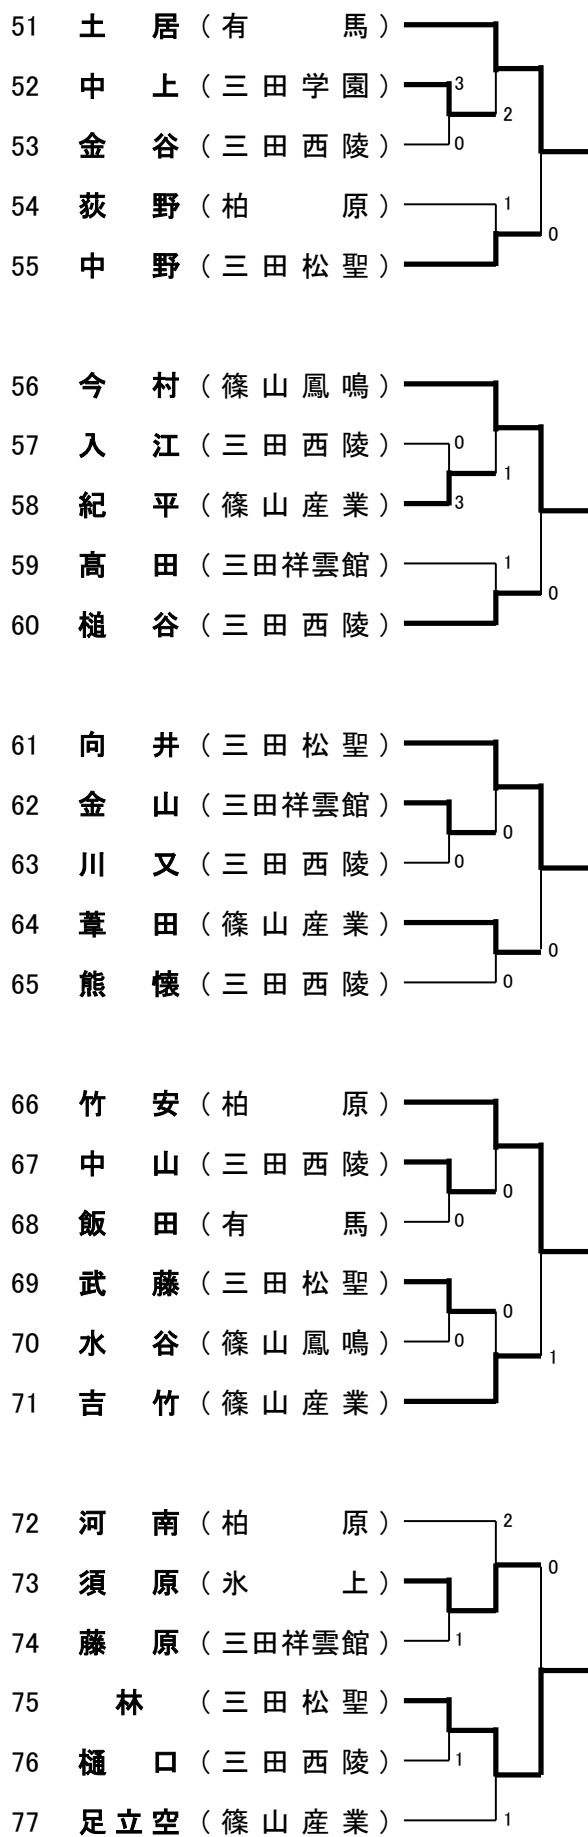 51 土居（有馬）
52 中上（三田学園）3
2
53 金谷（三田西陵）0
54 荻野（柏原）1
0
55 中野（三田松聖）
56 今村（篠山鳳鳴）
57 入江（三田西陵）0
1
58 紀平（篠山産業）3
59 髙田（三田祥雲館）1
0
60 槌谷（三田西陵）
61 向井（三田松聖）
62 金山（三田祥雲館）
0
63 川又（三田西陵）0
64 葦田（篠山産業）
0
65 熊懐（三田西陵）0
66 竹安（柏原）
67 中山（三田西陵）
0
68 飯田（有馬）0
69 武藤（三田松聖）
0
70 水谷（篠山鳳鳴）0
1
71 吉竹（篠山産業）
72 河南（柏原）2
0
73 須原（氷上）
74 藤原（三田祥雲館）1
75 林（三田松聖）
76 樋口（三田西陵）1
77 足立空（篠山産業）1